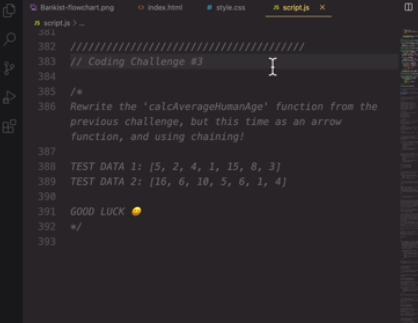 Bankist-flowchart.png index.html style.css JS script.js ×
JS script.js > ...
381
382 ///////////////////////////////////////
383 // Coding Challenge #3
384
385 /*
386 Rewrite the 'calcAverageHumanAge' function from the
previous challenge, but this time as an arrow
function, and using chaining!
387
388 TEST DATA 1: [5, 2, 4, 1, 15, 8, 3]
389 TEST DATA 2: [16, 6, 10, 5, 6, 1, 4]
390
391 GOOD LUCK 😀
392 */
393